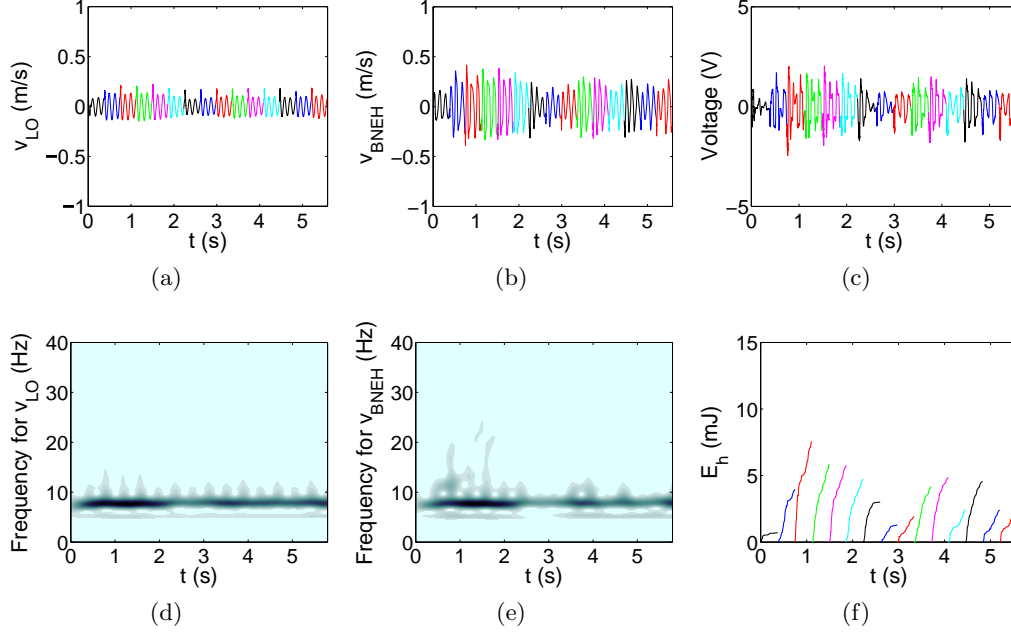 1
0.5
0
−0.5
−1
v_LO (m/s)
0 1 2 3 4 5
t (s)
(a)
1
0.5
0
−0.5
−1
v_BNEH (m/s)
0 1 2 3 4 5
t (s)
(b)
5
0
−5
Voltage (V)
0 1 2 3 4 5
t (s)
(c)
40
30
20
10
0
Frequency for v_LO (Hz)
0 1 2 3 4 5
t (s)
(d)
40
30
20
10
0
Frequency for v_BNEH (Hz)
0 1 2 3 4 5
t (s)
(e)
15
10
5
0
E_h (mJ)
0 1 2 3 4 5
t (s)
(f)